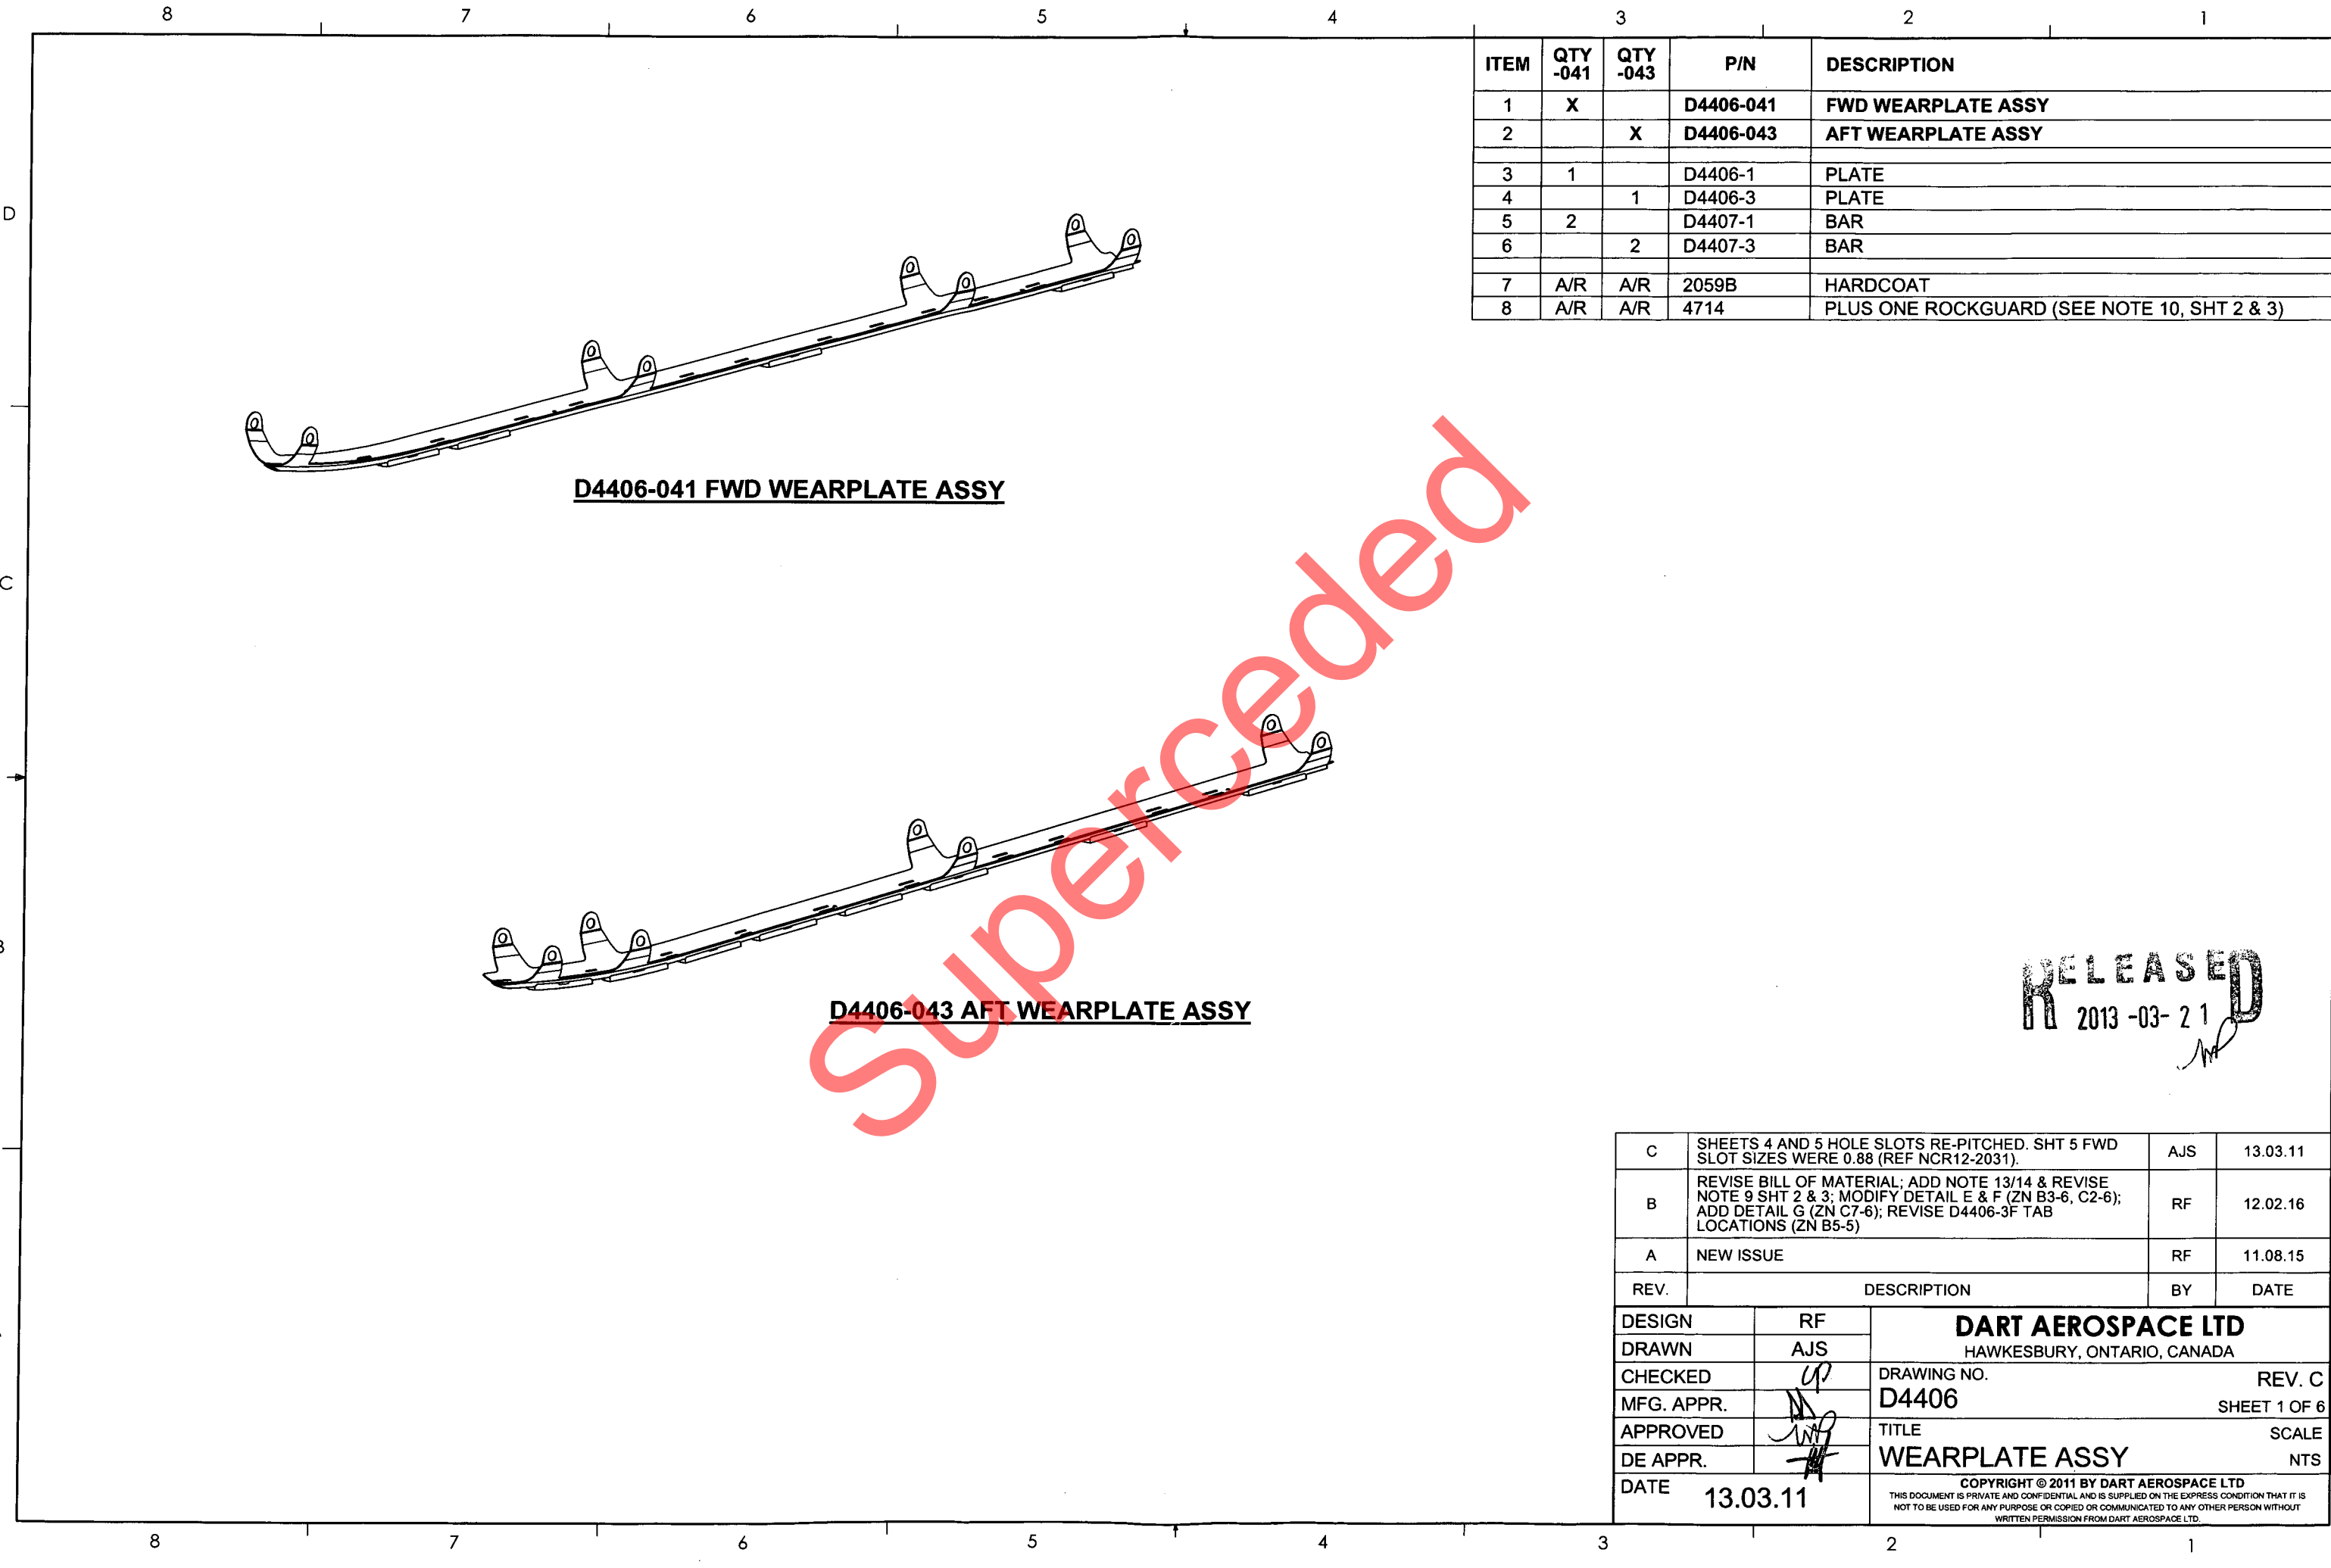 8 7 6 5 4 3 2 1
ITEM QTY -041 QTY -043 P/N DESCRIPTION
1 X D4406-041 FWD WEARPLATE ASSY
2 X D4406-043 AFT WEARPLATE ASSY
3 1 D4406-1 PLATE
4 1 D4406-3 PLATE
5 2 D4407-1 BAR
6 2 D4407-3 BAR
7 A/R A/R 2059B HARDCOAT
8 A/R A/R 4714 PLUS ONE ROCKGUARD (SEE NOTE 10, SHT 2 & 3)
D
D4406-041 FWD WEARPLATE ASSY
C
Superceded
D4406-043 AFT WEARPLATE ASSY
RELEASED
2013-03-21
C SHEETS 4 AND 5 HOLE SLOTS RE-PITCHED. SHT 5 FWD
SLOT SIZES WERE 0.88 (REF NCR12-2031). AJS 13.03.11
B REVISE BILL OF MATERIAL; ADD NOTE 13/14 & REVISE
NOTE 9 SHT 2 & 3; MODIFY DETAIL E & F (ZN B3-6, C2-6);
ADD DETAIL G (ZN C7-6); REVISE D4406-3F TAB
LOCATIONS (ZN B5-5) RF 12.02.16
A NEW ISSUE RF 11.08.15
REV. DESCRIPTION BY DATE
DESIGN RF
DRAWN AJS
CHECKED
MFG. APPR.
APPROVED
DE APPR.
DATE 13.03.11
DART AEROSPACE LTD
HAWKESBURY, ONTARIO, CANADA
DRAWING NO. REV. C
D4406 SHEET 1 OF 6
TITLE SCALE
WEARPLATE ASSY NTS
COPYRIGHT © 2011 BY DART AEROSPACE LTD
THIS DOCUMENT IS PRIVATE AND CONFIDENTIAL AND IS SUPPLIED ON THE EXPRESS CONDITION THAT IT IS
NOT TO BE USED FOR ANY PURPOSE OR COPIED OR COMMUNICATED TO ANY OTHER PERSON WITHOUT
WRITTEN PERMISSION FROM DART AEROSPACE LTD.
8 7 6 5 4 3 2 1